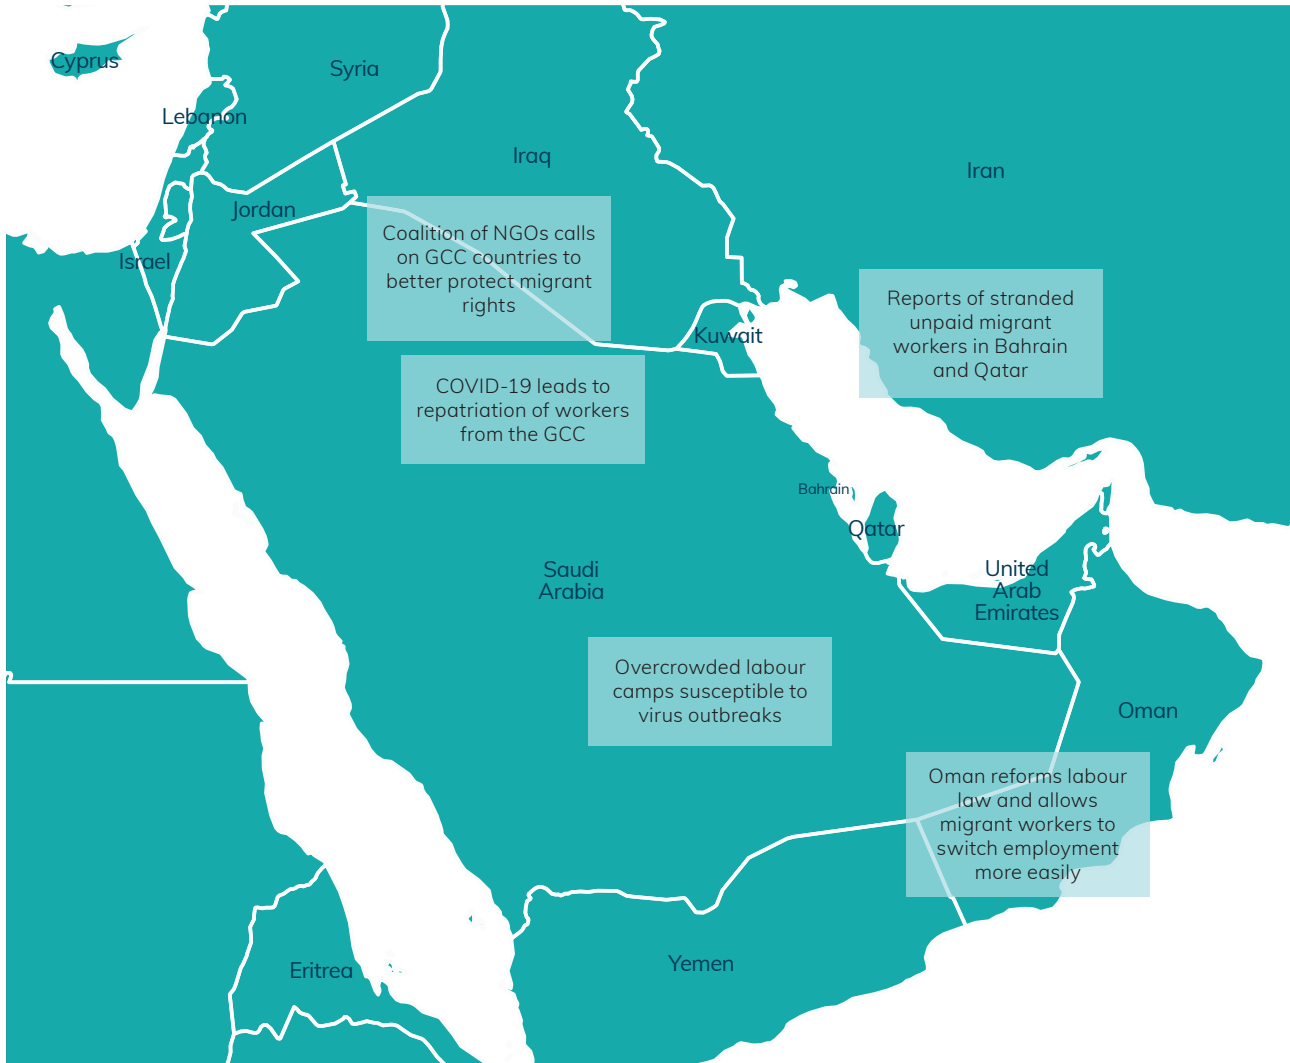 Cyprus
Syria
Lebanon
Iraq
Iran
Jordan
Israel
Coalition of NGOs calls
on GCC countries to
better protect migrant
rights
Reports of stranded
unpaid migrant
workers in Bahrain
and Qatar
Kuwait
COVID-19 leads to
repatriation of workers
from the GCC
Bahrain
Qatar
Saudi
Arabia
United
Arab
Emirates
Overcrowded labour
camps susceptible to
virus outbreaks
Oman
Oman reforms labour
law and allows
migrant workers to
switch employment
more easily
Eritrea
Yemen